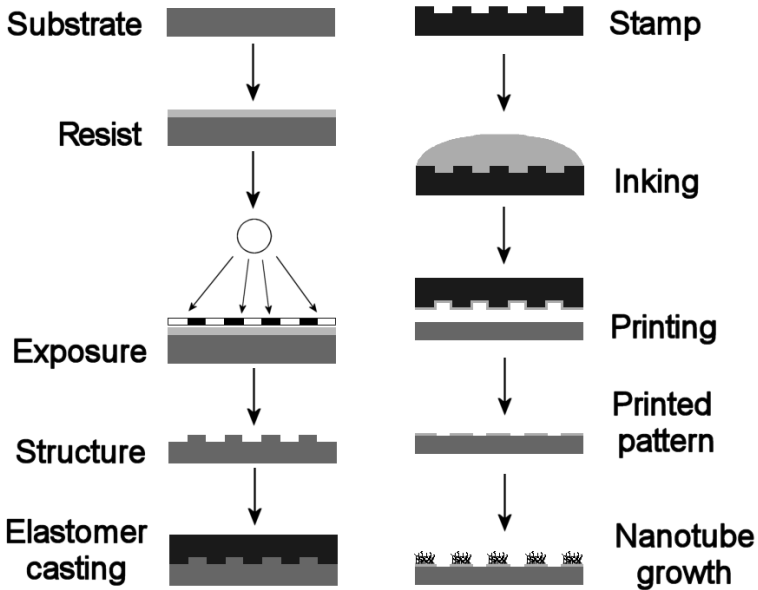 Substrate
Resist
Exposure
Structure
Elastomer
casting
Stamp
Inking
Printing
Printed
pattern
Nanotube
growth